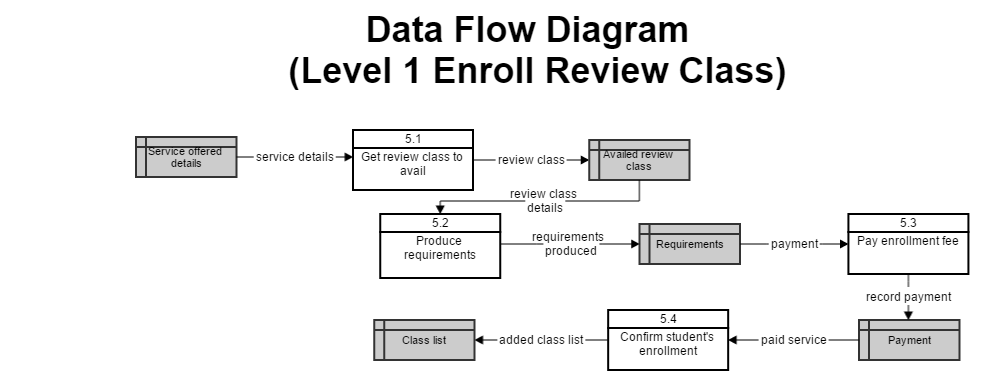 Data Flow Diagram
(Level 1 Enroll Review Class)
Service offered
details
service details
5.1
Get review class to
avail
review class
Availed review
class
review class
details
5.2
Produce
requirements
requirements
produced
Requirements
payment
5.3
Pay enrollment fee
record payment
Class list
added class list
5.4
Confirm student's
enrollment
paid service
Payment